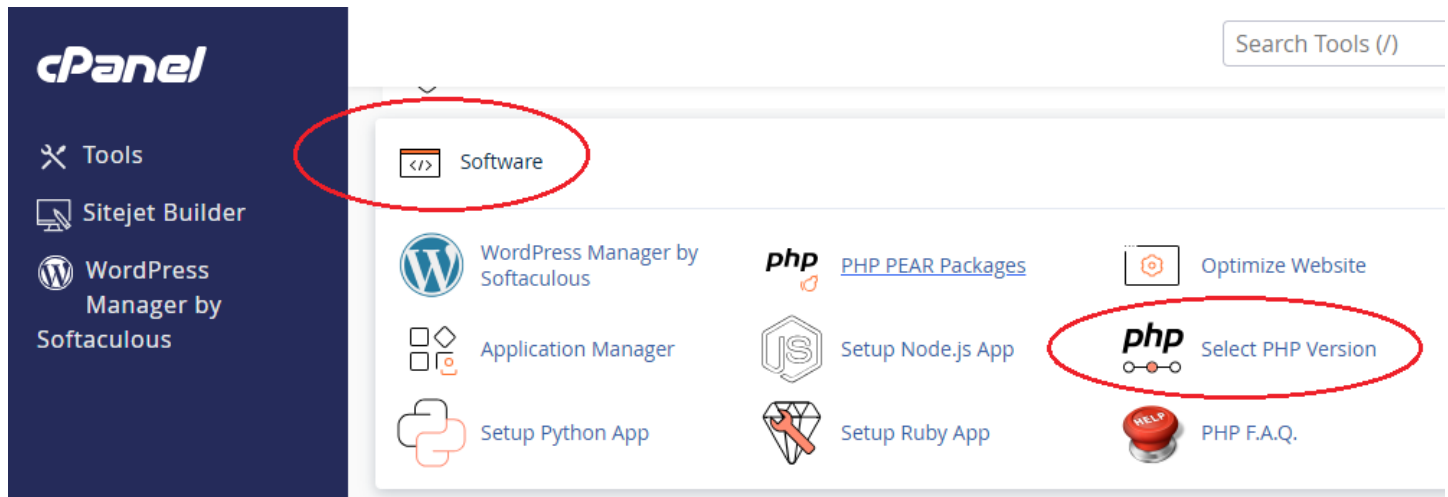 cPanel
Search Tools (/)
Tools
Sitejet Builder
WordPress
Manager by
Softaculous
</> Software
WordPress Manager by
Softaculous
php PHP PEAR Packages
Optimize Website
Application Manager
JS Setup Node.js App
php Select PHP Version
Setup Python App
Setup Ruby App
HELP PHP F.A.Q.